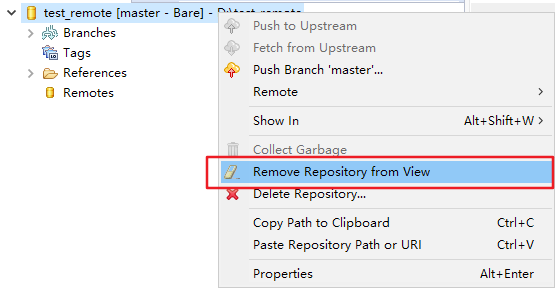 test_remote [master - Bare] -
Branches
Tags
References
Remotes
Push to Upstream
Fetch from Upstream
Push Branch 'master'...
Remote
Show In Alt+Shift+W
Collect Garbage
Remove Repository from View
Delete Repository...
Copy Path to Clipboard Ctrl+C
Paste Repository Path or URI Ctrl+V
Properties Alt+Enter